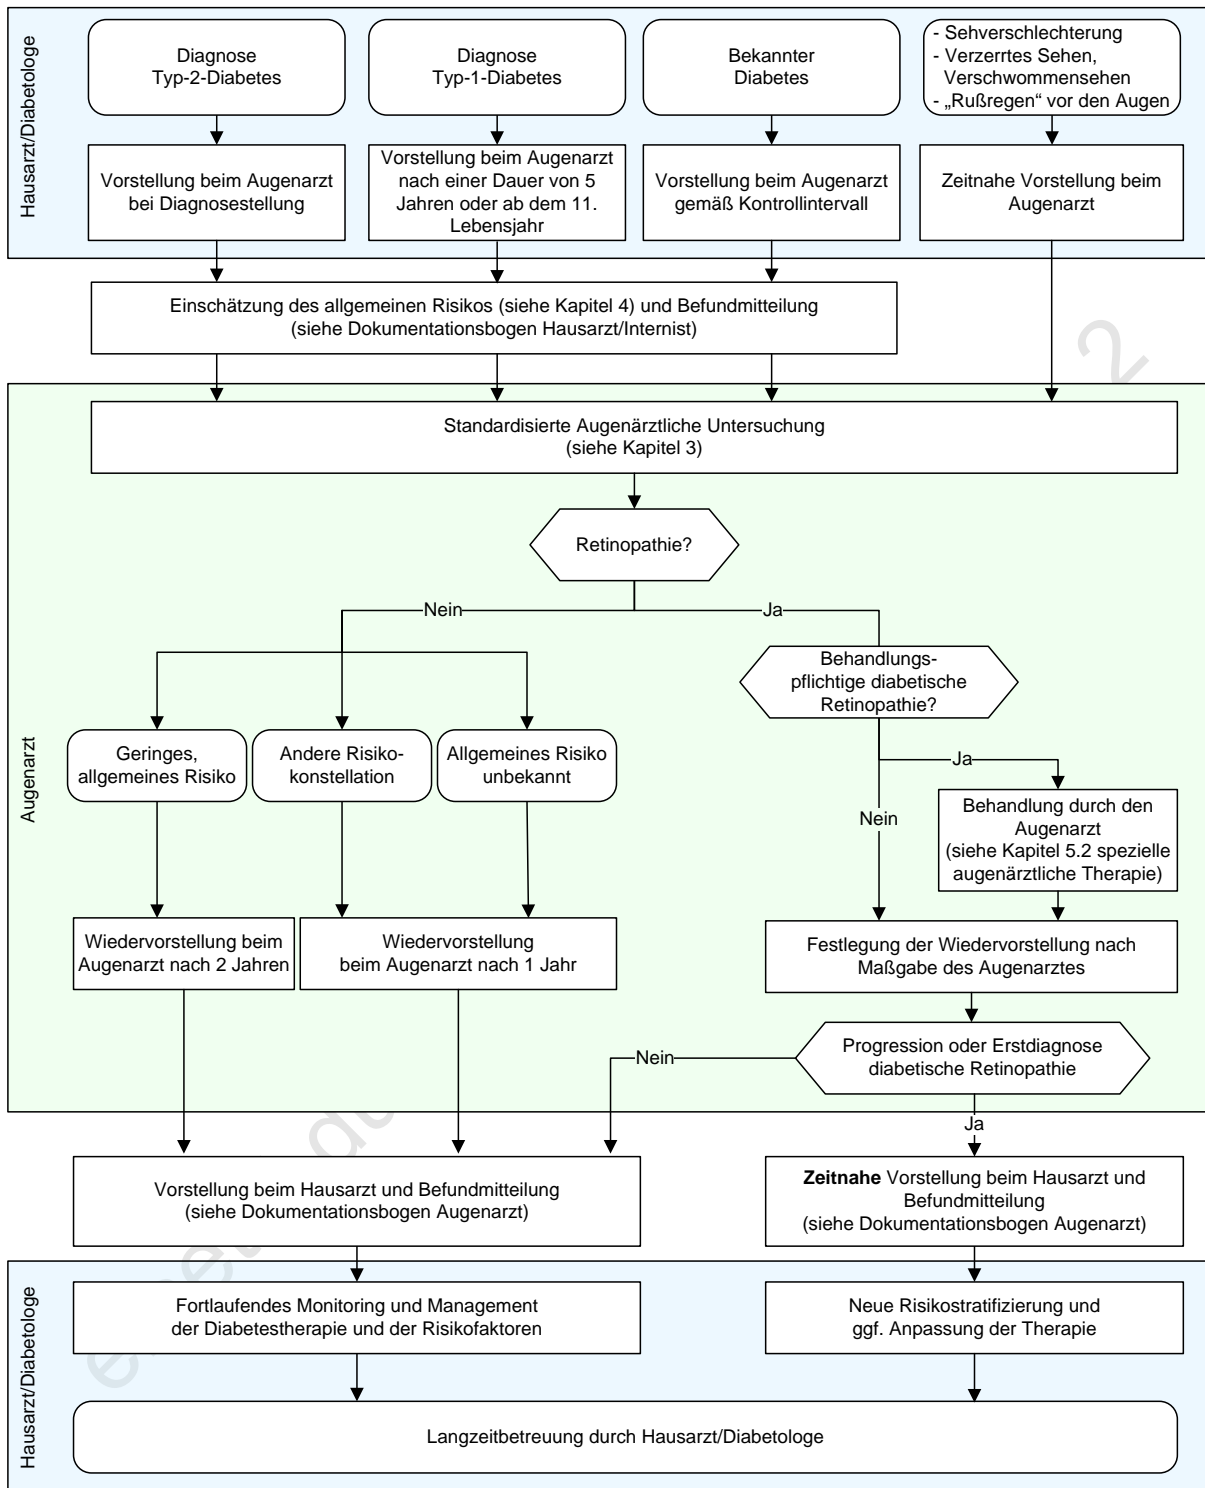 Hausarzt/Diabetologe
Diagnose
Typ-2-Diabetes
Diagnose
Typ-1-Diabetes
Bekannter
Diabetes
- Sehverschlechterung
- Verzerrtes Sehen,
Verschwommensehen
- „Rußregen“ vor den Augen
Vorstellung beim Augenarzt
bei Diagnosestellung
Vorstellung beim Augenarzt
nach einer Dauer von 5
Jahren oder ab dem 11.
Lebensjahr
Vorstellung beim Augenarzt
gemäß Kontrollintervall
Zeitnahe Vorstellung beim
Augenarzt
Einschätzung des allgemeinen Risikos (siehe Kapitel 4) und Befundmitteilung
(siehe Dokumentationsbogen Hausarzt/Internist)
Augenarzt
Standardisierte Augenärztliche Untersuchung
(siehe Kapitel 3)
Retinopathie?
Nein
Ja
Behandlungs-
pflichtige diabetische
Retinopathie?
Geringes,
allgemeines Risiko
Andere Risiko-
konstellation
Allgemeines Risiko
unbekannt
Ja
Nein
Behandlung durch den
Augenarzt
(siehe Kapitel 5.2 spezielle
augenärztliche Therapie)
Wiedervorstellung beim
Augenarzt nach 2 Jahren
Wiedervorstellung
beim Augenarzt nach 1 Jahr
Festlegung der Wiedervorstellung nach
Maßgabe des Augenarztes
Progression oder Erstdiagnose
diabetische Retinopathie
Nein
Ja
Vorstellung beim Hausarzt und Befundmitteilung
(siehe Dokumentationsbogen Augenarzt)
Zeitnahe Vorstellung beim Hausarzt und
Befundmitteilung
(siehe Dokumentationsbogen Augenarzt)
Hausarzt/Diabetologe
Fortlaufendes Monitoring und Management
der Diabetestherapie und der Risikofaktoren
Neue Risikostratifizierung und
ggf. Anpassung der Therapie
Langzeitbetreuung durch Hausarzt/Diabetologe